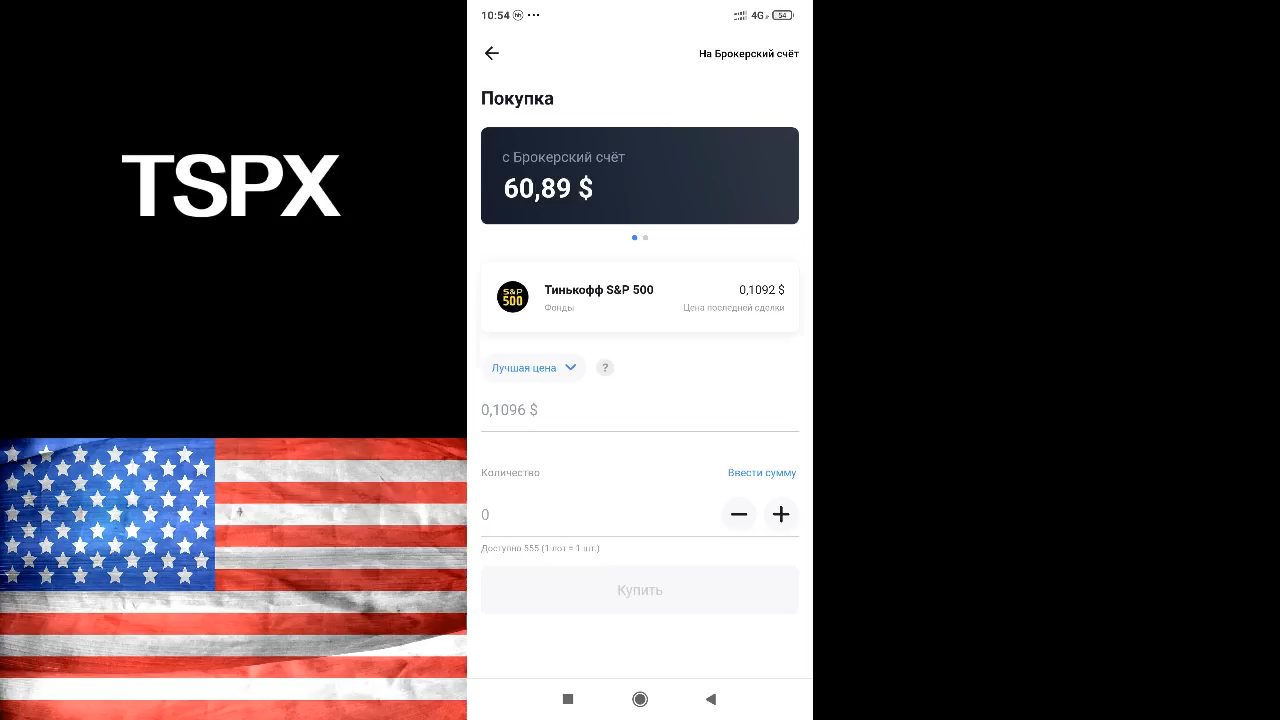 TSPX
10:54
4G
54
На Брокерский счёт
Покупка
с Брокерский счёт
60,89 $
S&P
500
Тинькофф S&P 500
0,1092 $
Фонды
Цена последней сделки
Лучшая цена
?
0,1096 $
Количество
Ввести сумму
0
Доступно 555 (1 лот = 1 шт.)
Купить